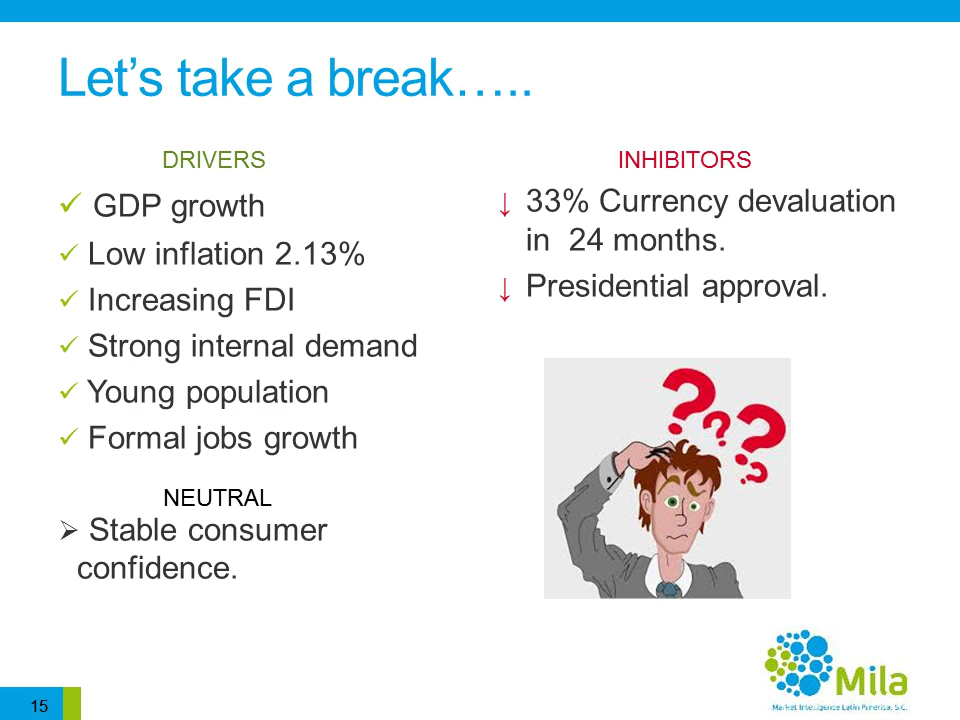 Let’s take a break…..
DRIVERS
✓ GDP growth
✓ Low inflation 2.13%
✓ Increasing FDI
✓ Strong internal demand
✓ Young population
✓ Formal jobs growth
NEUTRAL
➢ Stable consumer
confidence.
INHIBITORS
↓ 33% Currency devaluation
in 24 months.
↓ Presidential approval.
? ? ? ?
Mila
Market Intelligence Latin America, S.C.
15